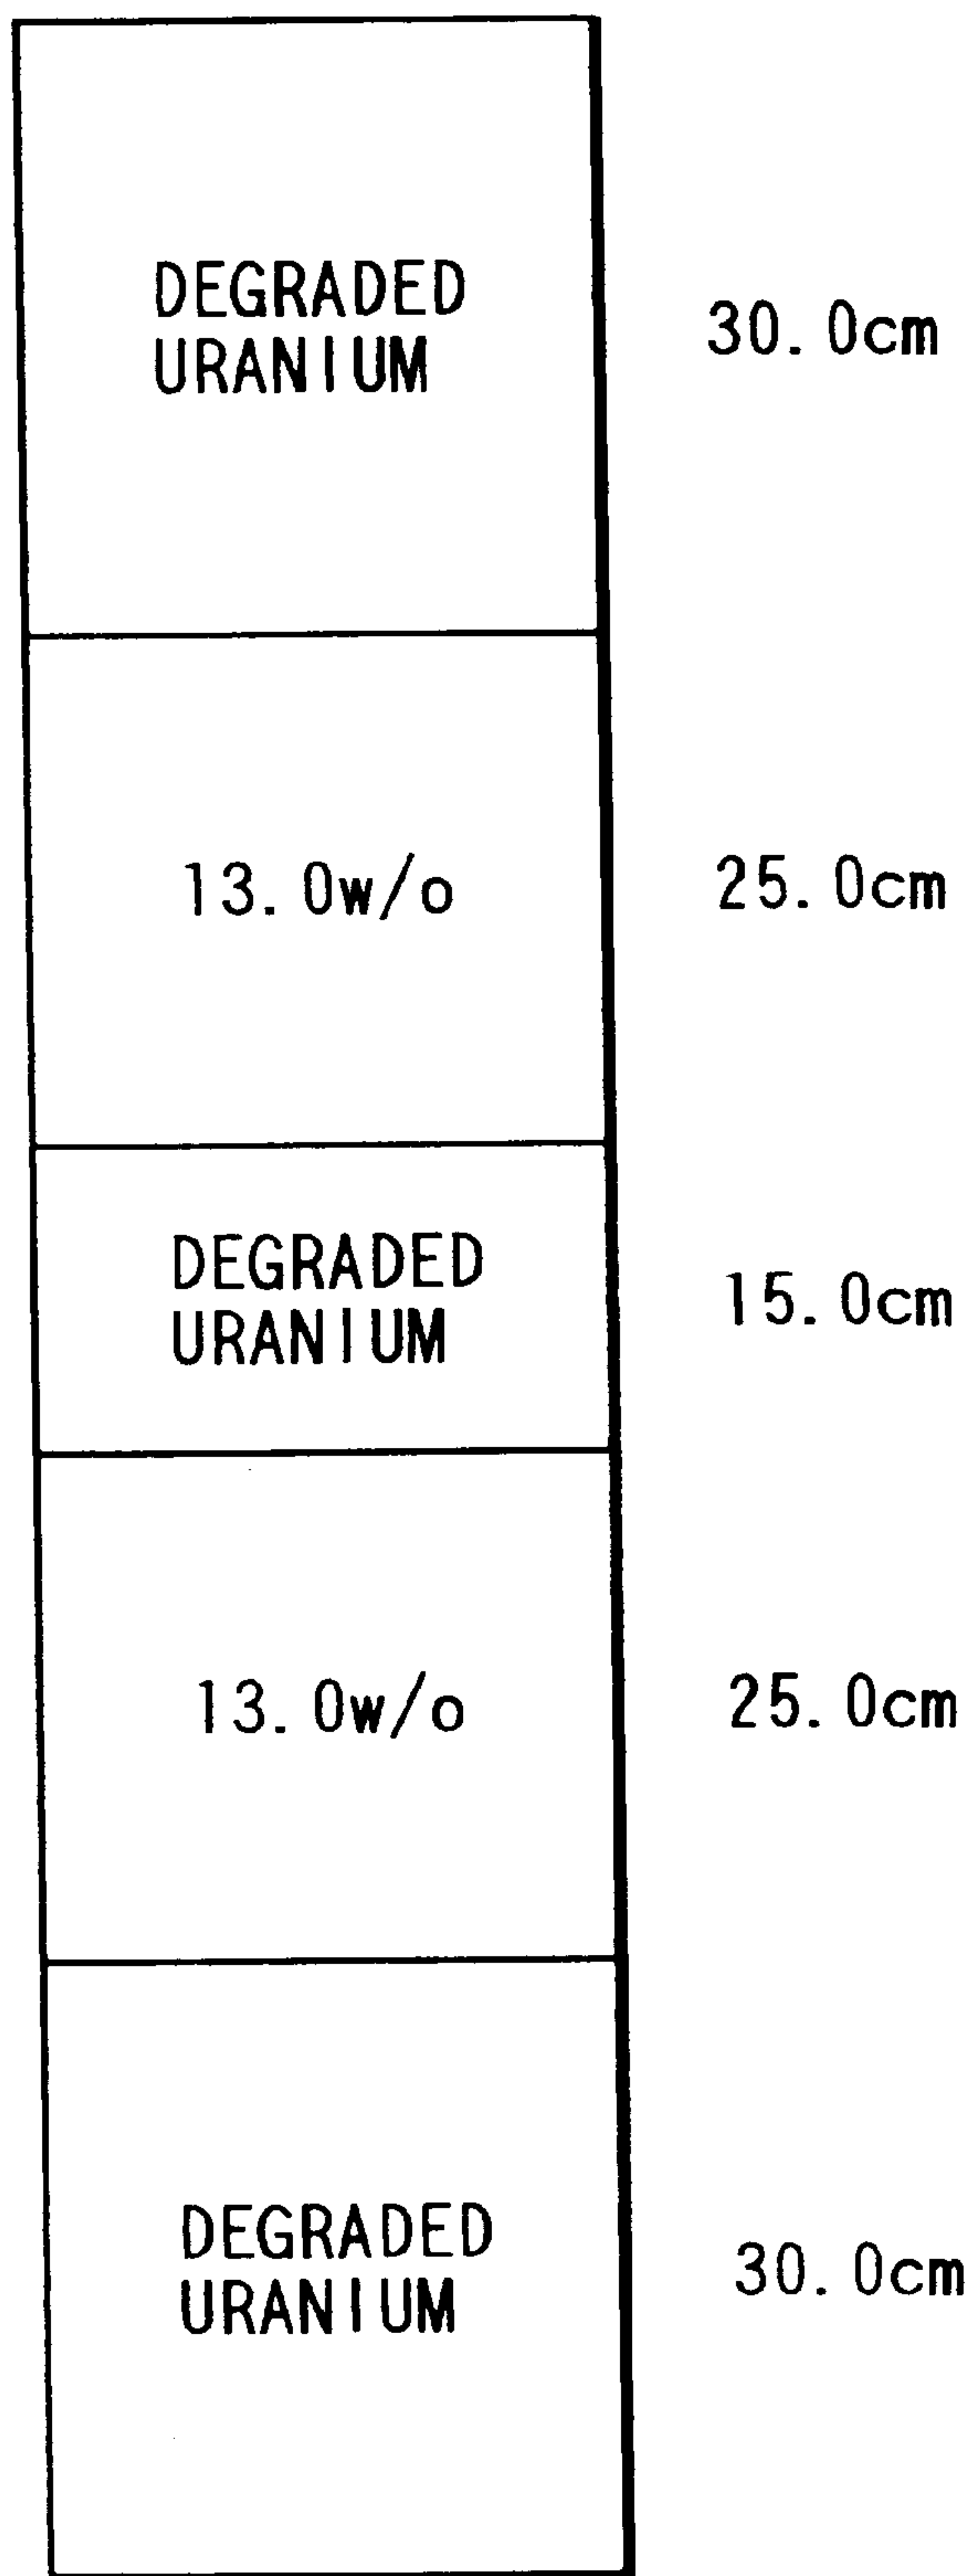 DEGRADED
URANIUM
30.0cm
13.0w/o
25.0cm
DEGRADED
URANIUM
15.0cm
13.0w/o
25.0cm
DEGRADED
URANIUM
30.0cm